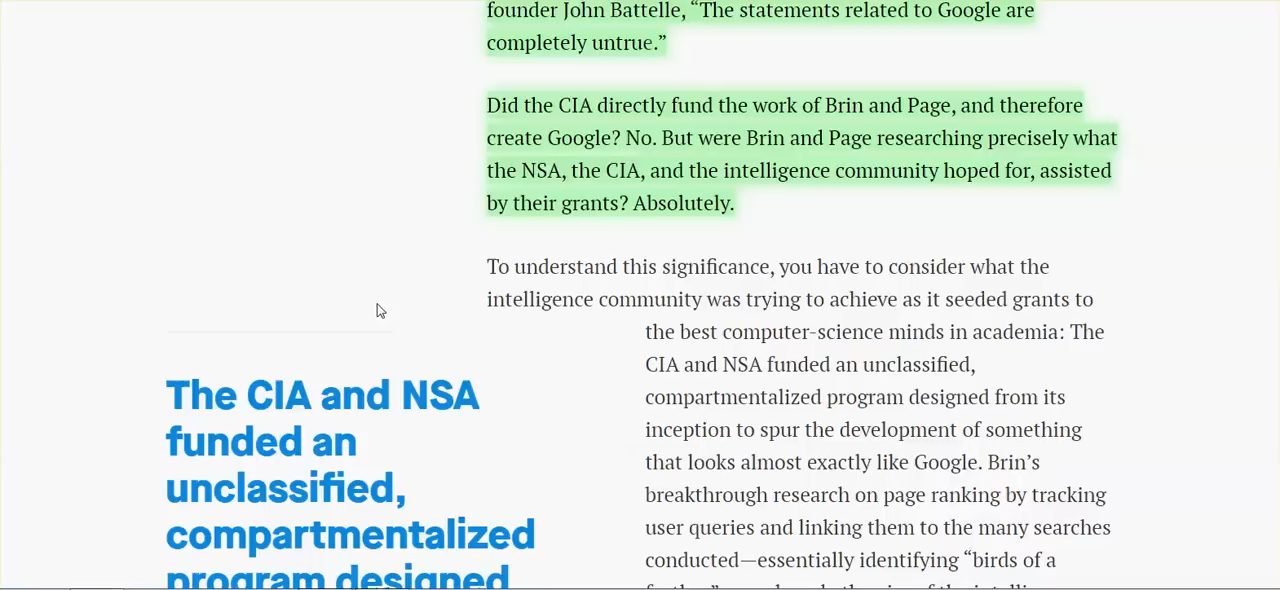 founder John Battelle, “The statements related to Google are
completely untrue.”
Did the CIA directly fund the work of Brin and Page, and therefore
create Google? No. But were Brin and Page researching precisely what
the NSA, the CIA, and the intelligence community hoped for, assisted
by their grants? Absolutely.
To understand this significance, you have to consider what the
intelligence community was trying to achieve as it seeded grants to
the best computer-science minds in academia: The
CIA and NSA funded an unclassified,
compartmentalized program designed from its
inception to spur the development of something
that looks almost exactly like Google. Brin’s
breakthrough research on page ranking by tracking
user queries and linking them to the many searches
conducted—essentially identifying “birds of a
The CIA and NSA
funded an
unclassified,
compartmentalized
program designed